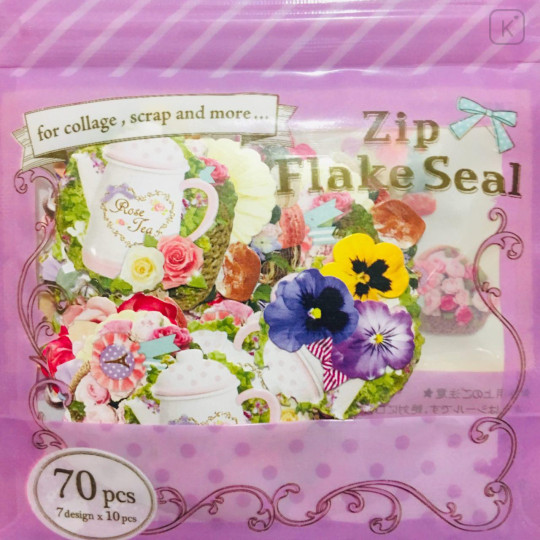 K
for collage, scrap and more...
Zip
Flake Seal
Rose
Tea
70 pcs
7 design x 10 pcs